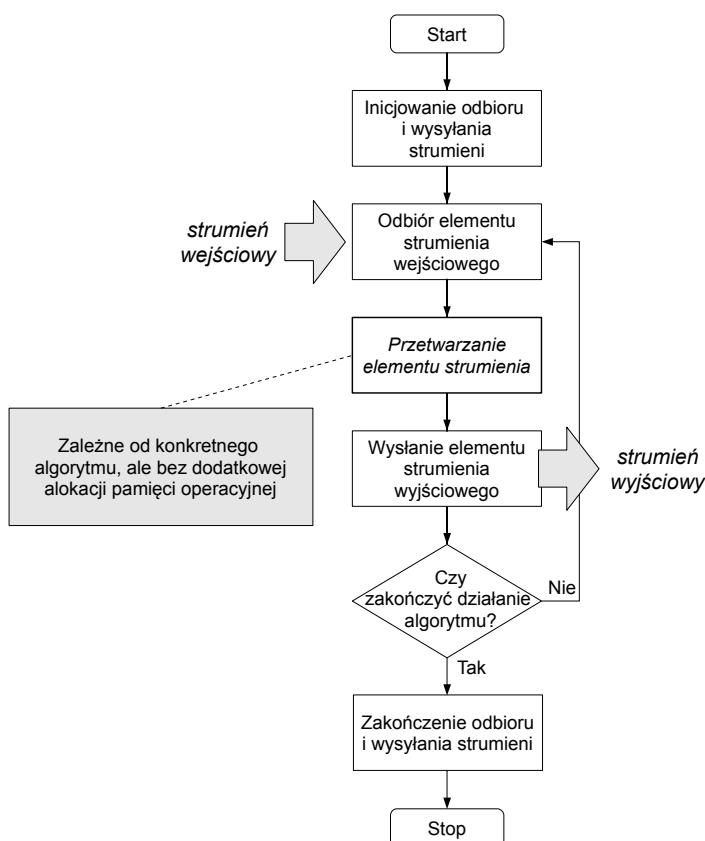 Start
Inicjowanie odbioru
i wysyłania
strumieni
strumień
wejściowy
Odbiór elementu
strumienia
wejściowego
Przetwarzanie
elementu strumienia
Zależne od konkretnego
algorytmu, ale bez dodatkowej
alokacji pamięci operacyjnej
Wysłanie elementu
strumienia
wyjściowego
strumień
wyjściowy
Czy
zakończyć działanie
algorytmu?
Nie
Tak
Zakończenie odbioru
i wysyłania strumieni
Stop